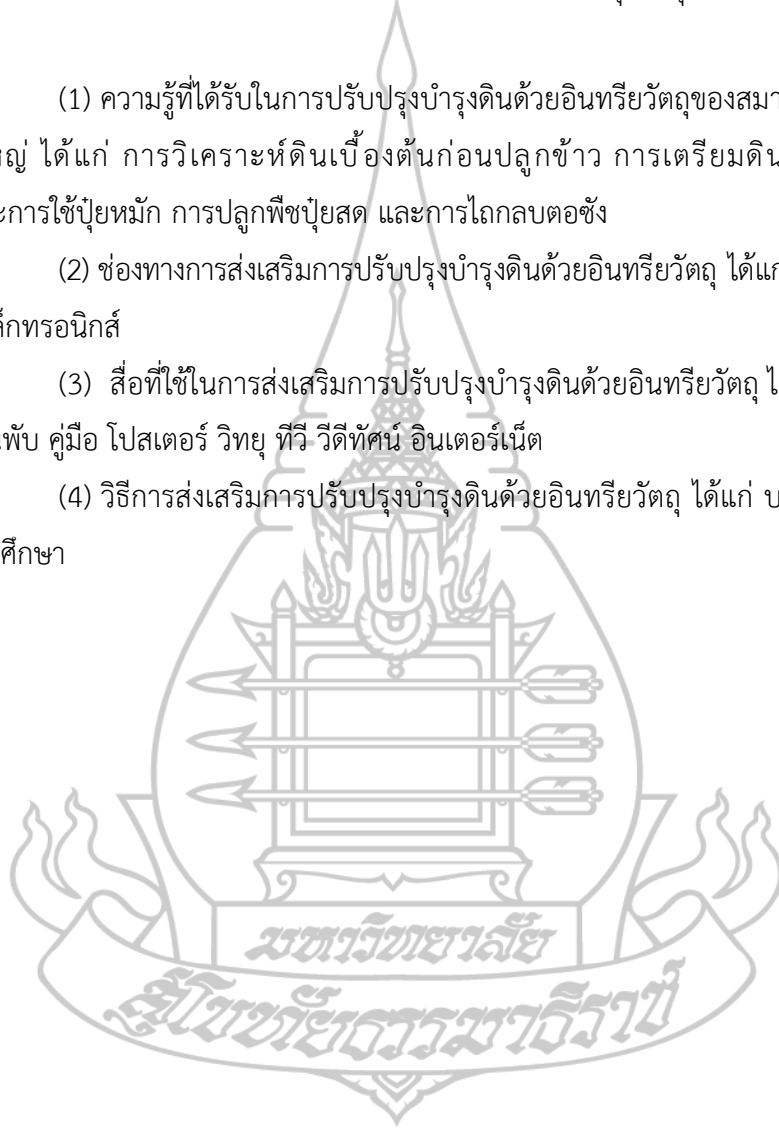 (1) ความรู้ที่ได้รับในการปรับปรุงบำรุงดินด้วยอินทรียวัตถุของสมา
ญ่ ได้แก่ การวิเคราะห์ดินเบื้องต้นก่อนปลูกข้าว การเตรียมดิน
ะการใช้ปุ๋ยหมัก การปลูกพืชปุ๋ยสด และการไถกลบตอซัง
(2) ช่องทางการส่งเสริมการปรับปรุงบำรุงดินด้วยอินทรียวัตถุ ได้แก
ล็กทรอนิกส์
(3) สื่อที่ใช้ในการส่งเสริมการปรับปรุงบำรุงดินด้วยอินทรียวัตถุ ไ
พับ คู่มือ โปสเตอร์ วิทยุ ทีวี วีดีทัศน์ อินเตอร์เน็ต
(4) วิธีการส่งเสริมการปรับปรุงบำรุงดินด้วยอินทรียวัตถุ ได้แก่ บ
ศึกษา
มหาวิทยาลัย
สุโขทัยธรรมาธิราช